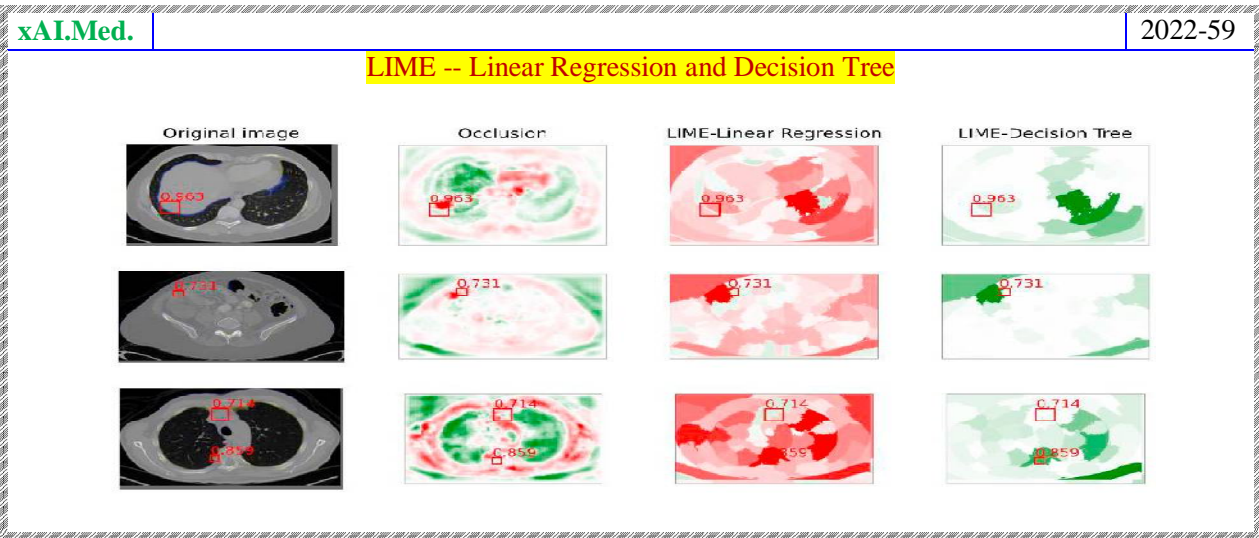 xAI.Med. 2022-59
LIME -- Linear Regression and Decision Tree
Original image Occlusion LIME-Linear Regression LIME-Decision Tree
0.963 0.963 0.963 0.963
0.731 0.731 0.731 0.731
0.714 0.714 0.714 0.714
0.859 0.859 .859 0.859